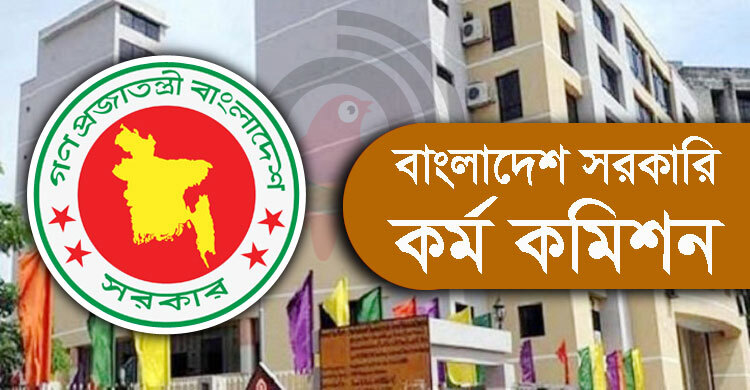 গণপ্রজাতন্ত্রী বাংলাদেশ
সরকার
বাংলাদেশ সরকারি
কর্ম কমিশন